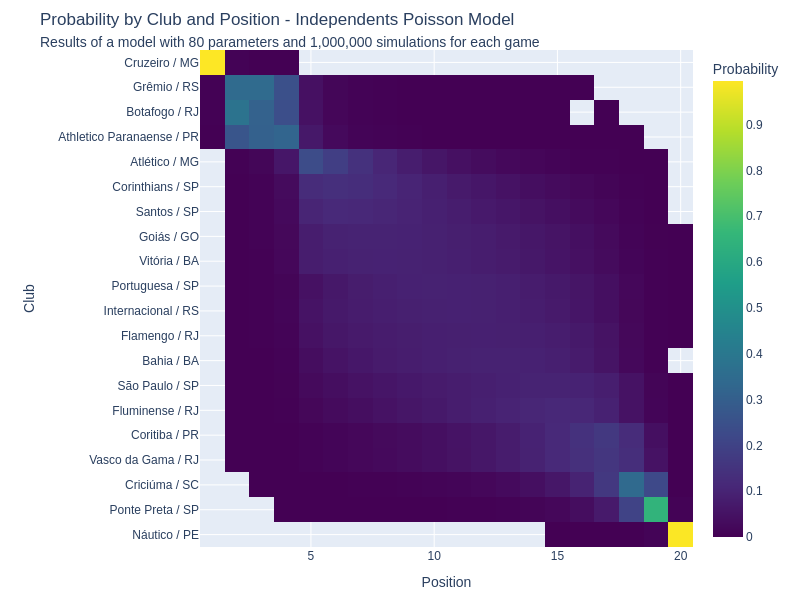 Probability by Club and Position - Independents Poisson Model
Results of a model with 80 parameters and 1,000,000 simulations for each game
Probability
Club
Cruzeiro / MG
Grêmio / RS
Botafogo / RJ
Athletico Paranaense / PR
Atlético / MG
Corinthians / SP
Santos / SP
Goiás / GO
Vitória / BA
Portuguesa / SP
Internacional / RS
Flamengo / RJ
Bahia / BA
São Paulo / SP
Fluminense / RJ
Coritiba / PR
Vasco da Gama / RJ
Criciúma / SC
Ponte Preta / SP
Náutico / PE
0.9
0.8
0.7
0.6
0.5
0.4
0.3
0.2
0.1
0
5 10 15 20
Position